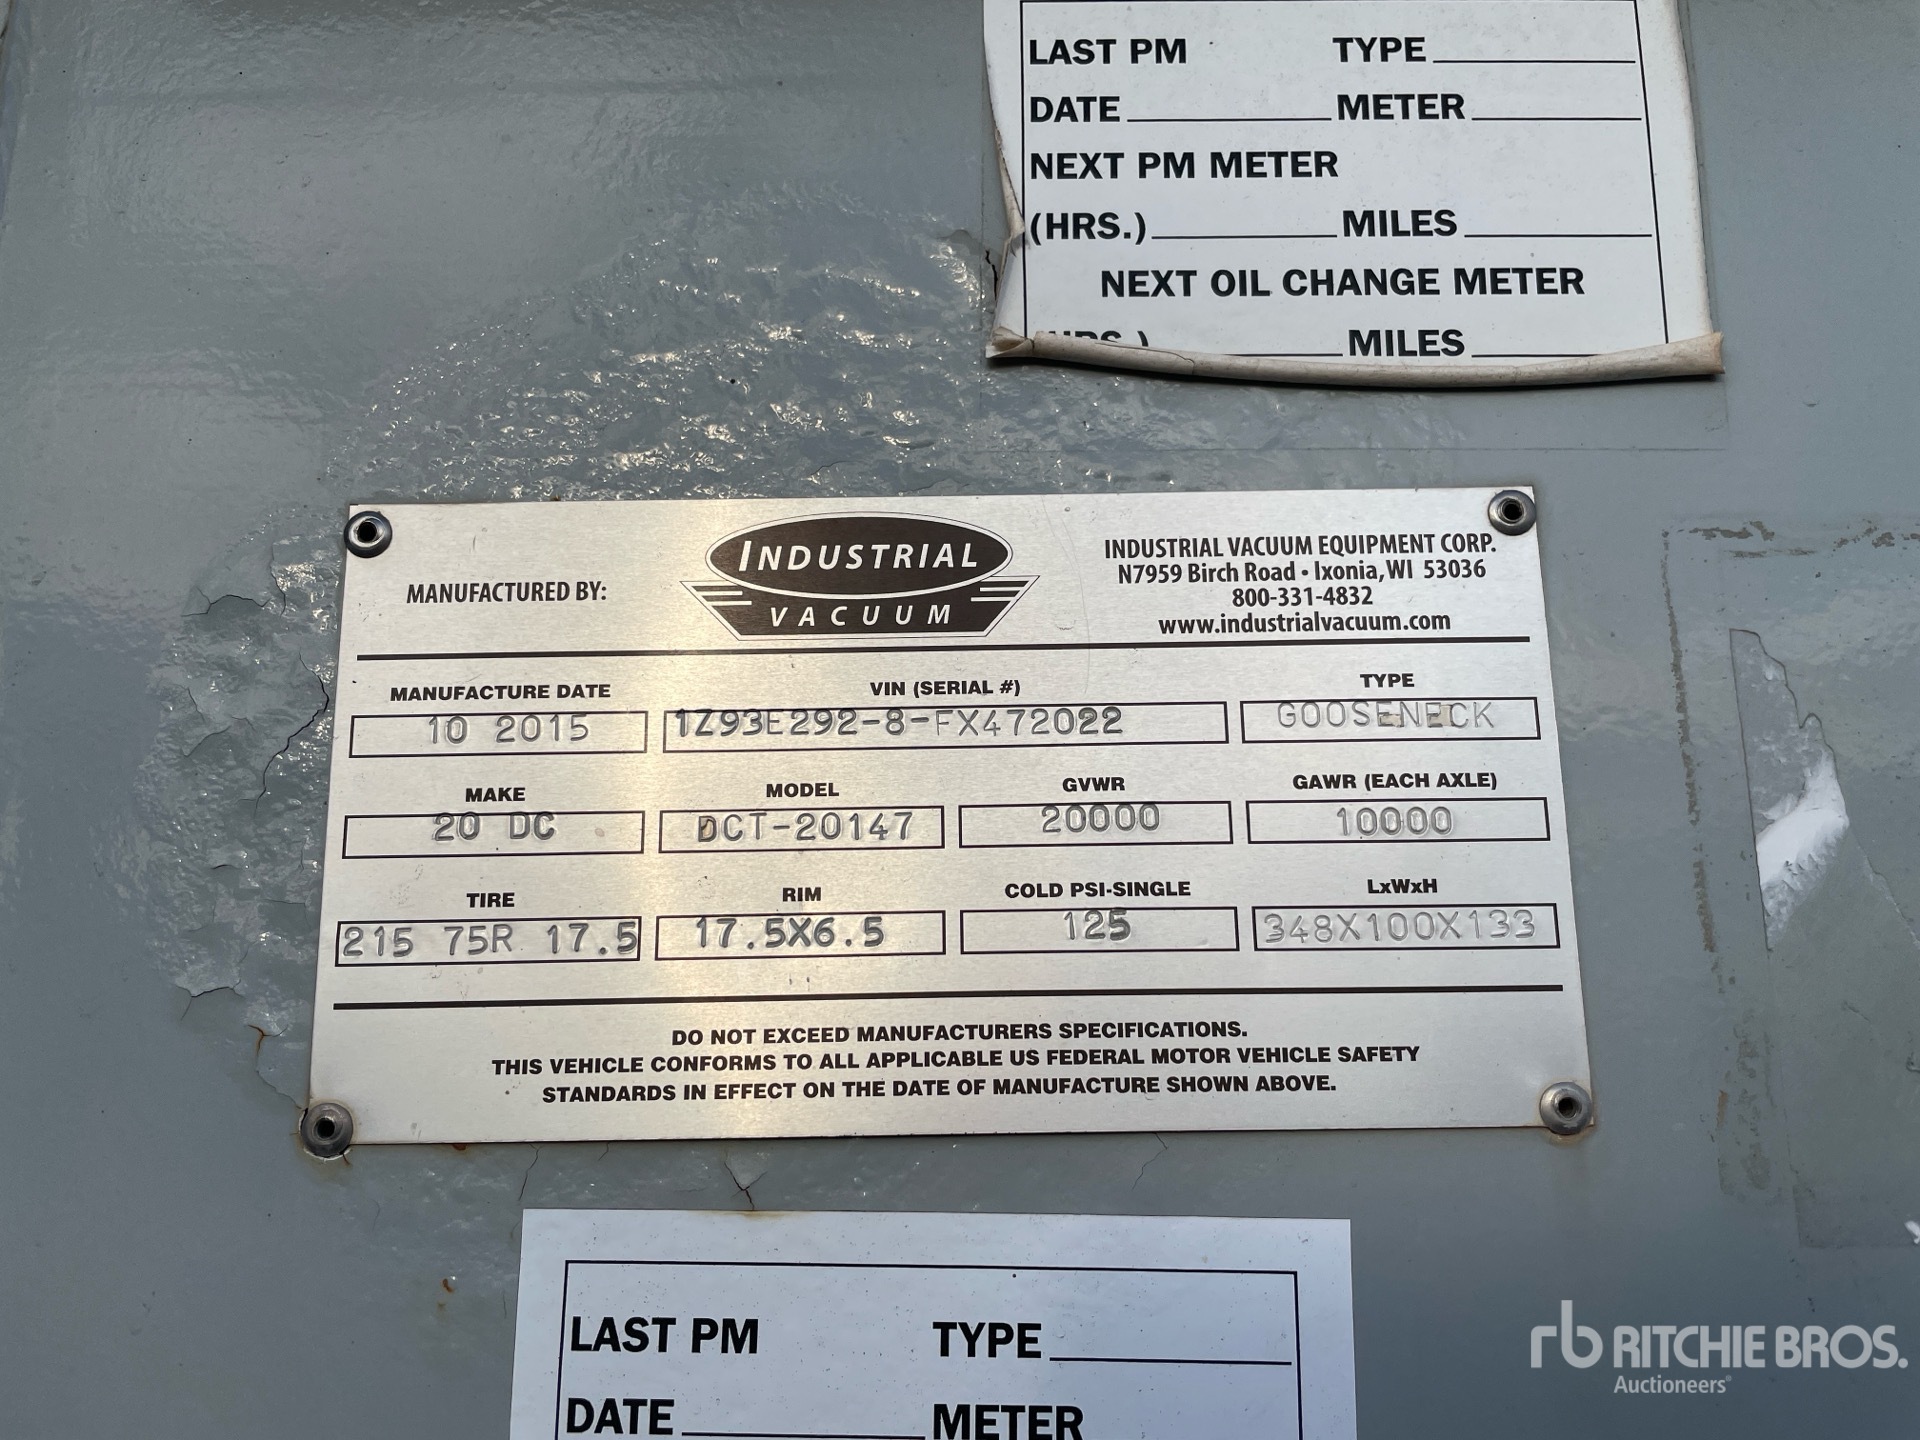 LAST PM TYPE
DATE METER
NEXT PM METER
(HRS.) MILES
NEXT OIL CHANGE METER
(HRS.) MILES
MANUFACTURED BY:
INDUSTRIAL
VACUUM
INDUSTRIAL VACUUM EQUIPMENT CORP.
N7959 Birch Road • Ixonia, WI 53036
800-331-4832
www.industrialvacuum.com
MANUFACTURE DATE VIN (SERIAL #) TYPE
10 2015 1Z93E292-8-FX472022 GOOSENECK
MAKE MODEL GVWR GAWR (EACH AXLE)
20 DC DCT-20147 20000 10000
TIRE RIM COLD PSI-SINGLE LxWxH
215 75R 17.5 17.5X6.5 125 348X100X133
DO NOT EXCEED MANUFACTURERS SPECIFICATIONS.
THIS VEHICLE CONFORMS TO ALL APPLICABLE US FEDERAL MOTOR VEHICLE SAFETY
STANDARDS IN EFFECT ON THE DATE OF MANUFACTURE SHOWN ABOVE.
LAST PM TYPE
DATE METER
rb RITCHIE BROS.
Auctioneers